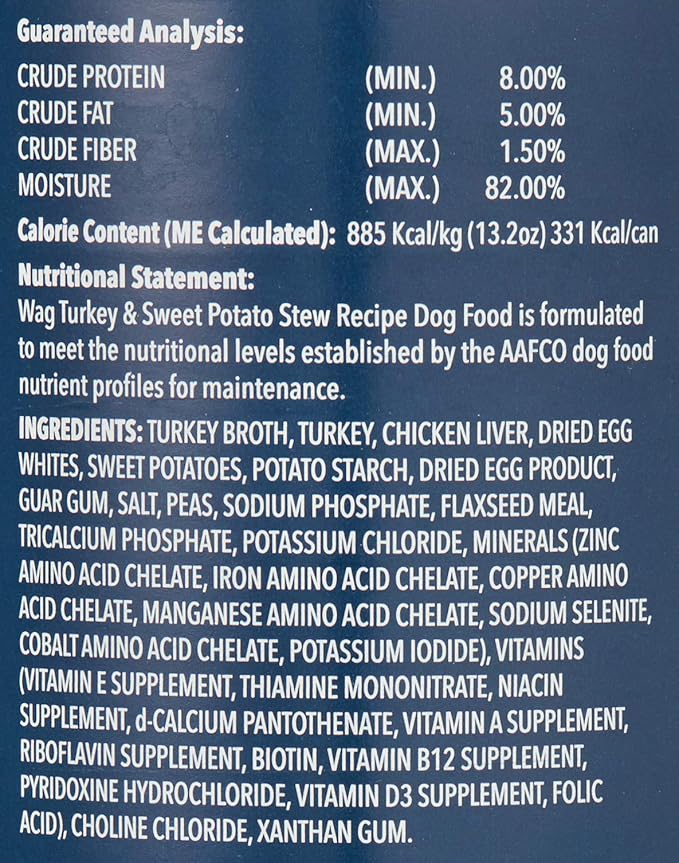 Guaranteed Analysis:
CRUDE PROTEIN (MIN.) 8.00%
CRUDE FAT (MIN.) 5.00%
CRUDE FIBER (MAX.) 1.50%
MOISTURE (MAX.) 82.00%
Calorie Content (ME Calculated): 885 Kcal/kg (13.2oz) 331 Kcal/can
Nutritional Statement:
Wag Turkey & Sweet Potato Stew Recipe Dog Food is formulated
to meet the nutritional levels established by the AAFCO dog food
nutrient profiles for maintenance.
INGREDIENTS: TURKEY BROTH, TURKEY, CHICKEN LIVER, DRIED EGG
WHITES, SWEET POTATOES, POTATO STARCH, DRIED EGG PRODUCT,
GUAR GUM, SALT, PEAS, SODIUM PHOSPHATE, FLAXSEED MEAL,
TRICALCIUM PHOSPHATE, POTASSIUM CHLORIDE, MINERALS (ZINC
AMINO ACID CHELATE, IRON AMINO ACID CHELATE, COPPER AMINO
ACID CHELATE, MANGANESE AMINO ACID CHELATE, SODIUM SELENITE,
COBALT AMINO ACID CHELATE, POTASSIUM IODIDE), VITAMINS
(VITAMIN E SUPPLEMENT, THIAMINE MONONITRATE, NIACIN
SUPPLEMENT, d-CALCIUM PANTOTHENATE, VITAMIN A SUPPLEMENT,
RIBOFLAVIN SUPPLEMENT, BIOTIN, VITAMIN B12 SUPPLEMENT,
PYRIDOXINE HYDROCHLORIDE, VITAMIN D3 SUPPLEMENT, FOLIC
ACID), CHOLINE CHLORIDE, XANTHAN GUM.